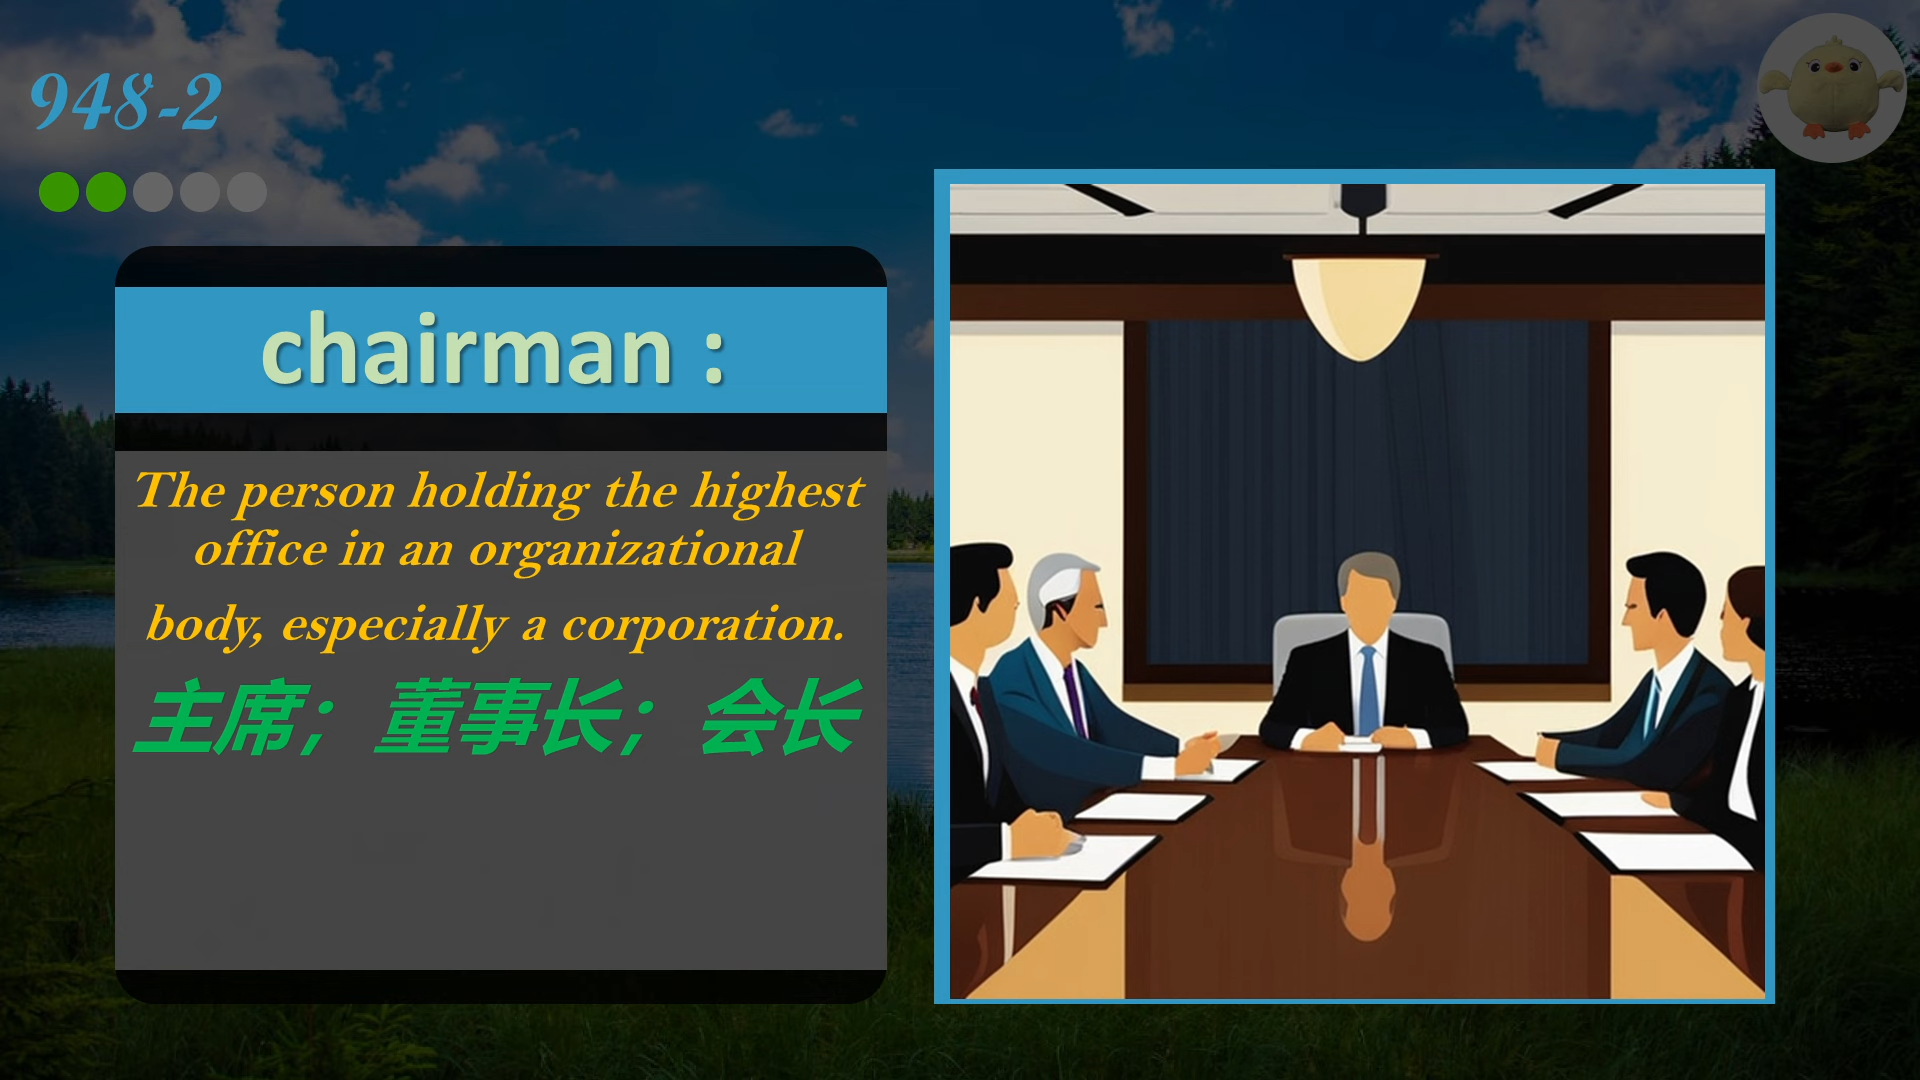 948-2
chairman :
The person holding the highest
office in an organizational
body, especially a corporation.
主席；董事长；会长